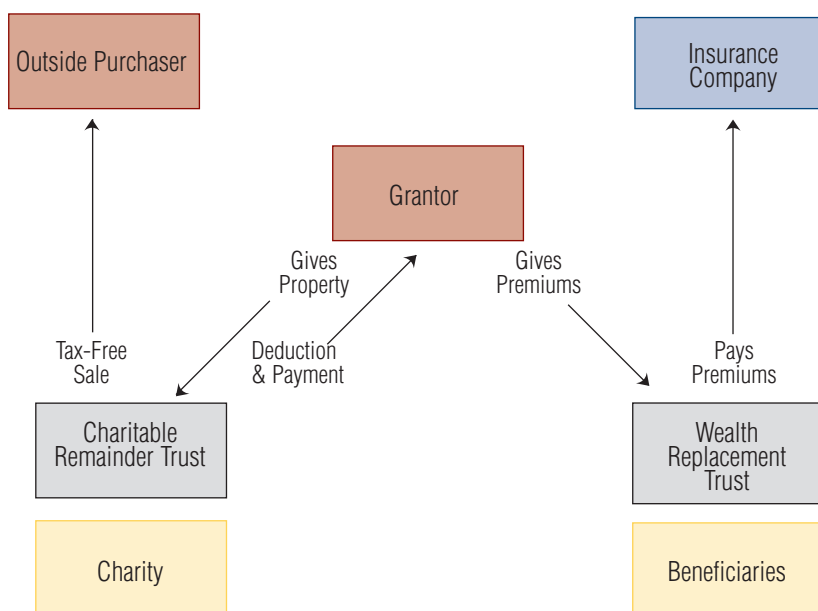 Outside Purchaser
Insurance
Company
Grantor
Gives
Property
Gives
Premiums
Tax-Free
Sale
Deduction
& Payment
Pays
Premiums
Charitable
Remainder Trust
Wealth
Replacement
Trust
Charity
Beneficiaries